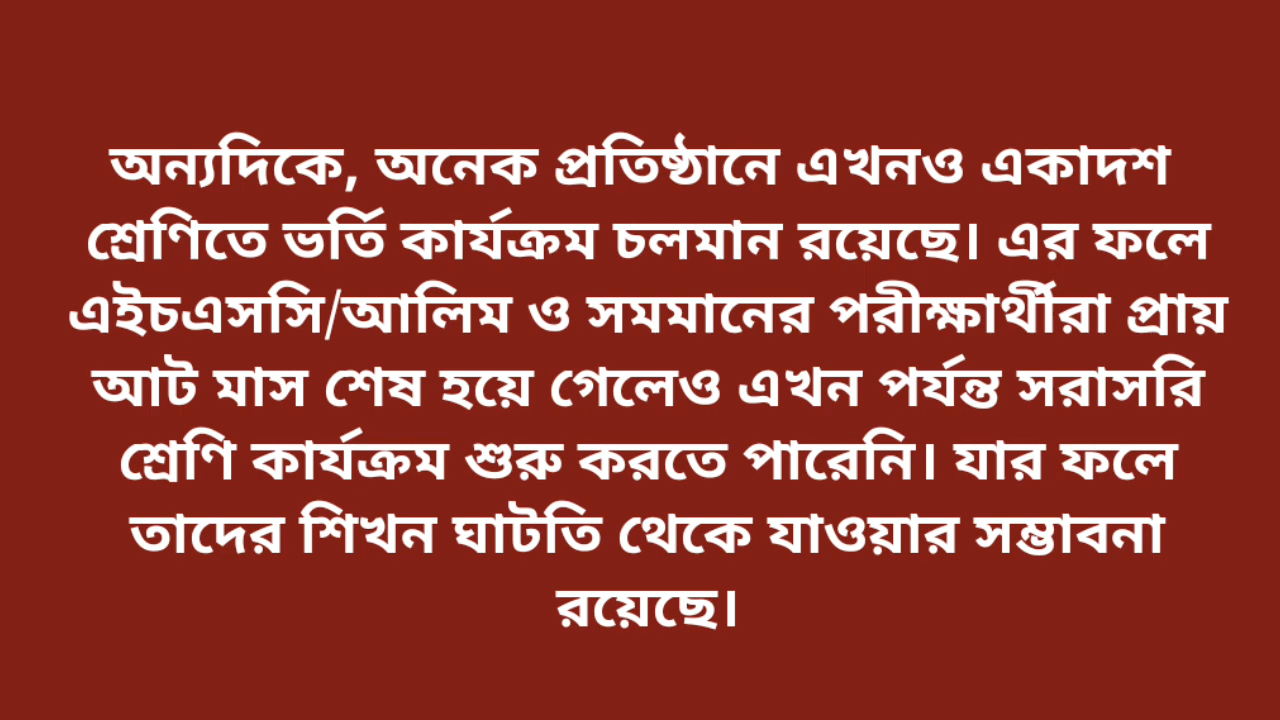 অন্যদিকে, অনেক প্রতিষ্ঠানে এখনও একাদশ
শ্রেণিতে ভর্তি কার্যক্রম চলমান রয়েছে। এর ফলে
এইচএসসি/আলিম ও সমমানের পরীক্ষার্থীরা প্রায়
আট মাস শেষ হয়ে গেলেও এখন পর্যন্ত সরাসরি
শ্রেণি কার্যক্রম শুরু করতে পারেনি। যার ফলে
তাদের শিখন ঘাটতি থেকে যাওয়ার সম্ভাবনা
রয়েছে।